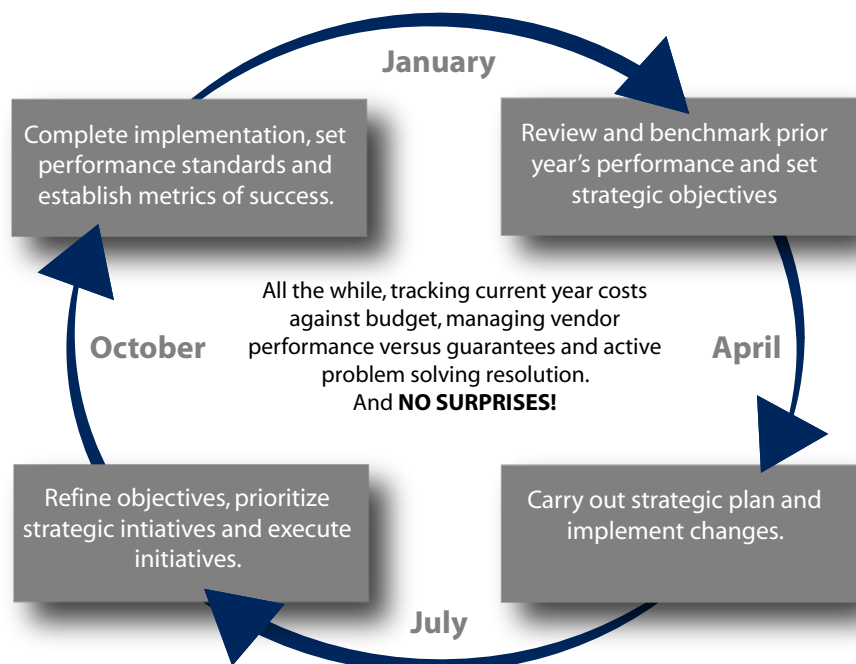 January
Complete implementation, set
performance standards and
establish metrics of success.
Review and benchmark prior
year's performance and set
strategic objectives
All the while, tracking current year costs
against budget, managing vendor
performance versus guarantees and active
problem solving resolution.
And NO SURPRISES!
October
April
Refine objectives, prioritize
strategic intiatives and execute
initiatives.
Carry out strategic plan and
implement changes.
July